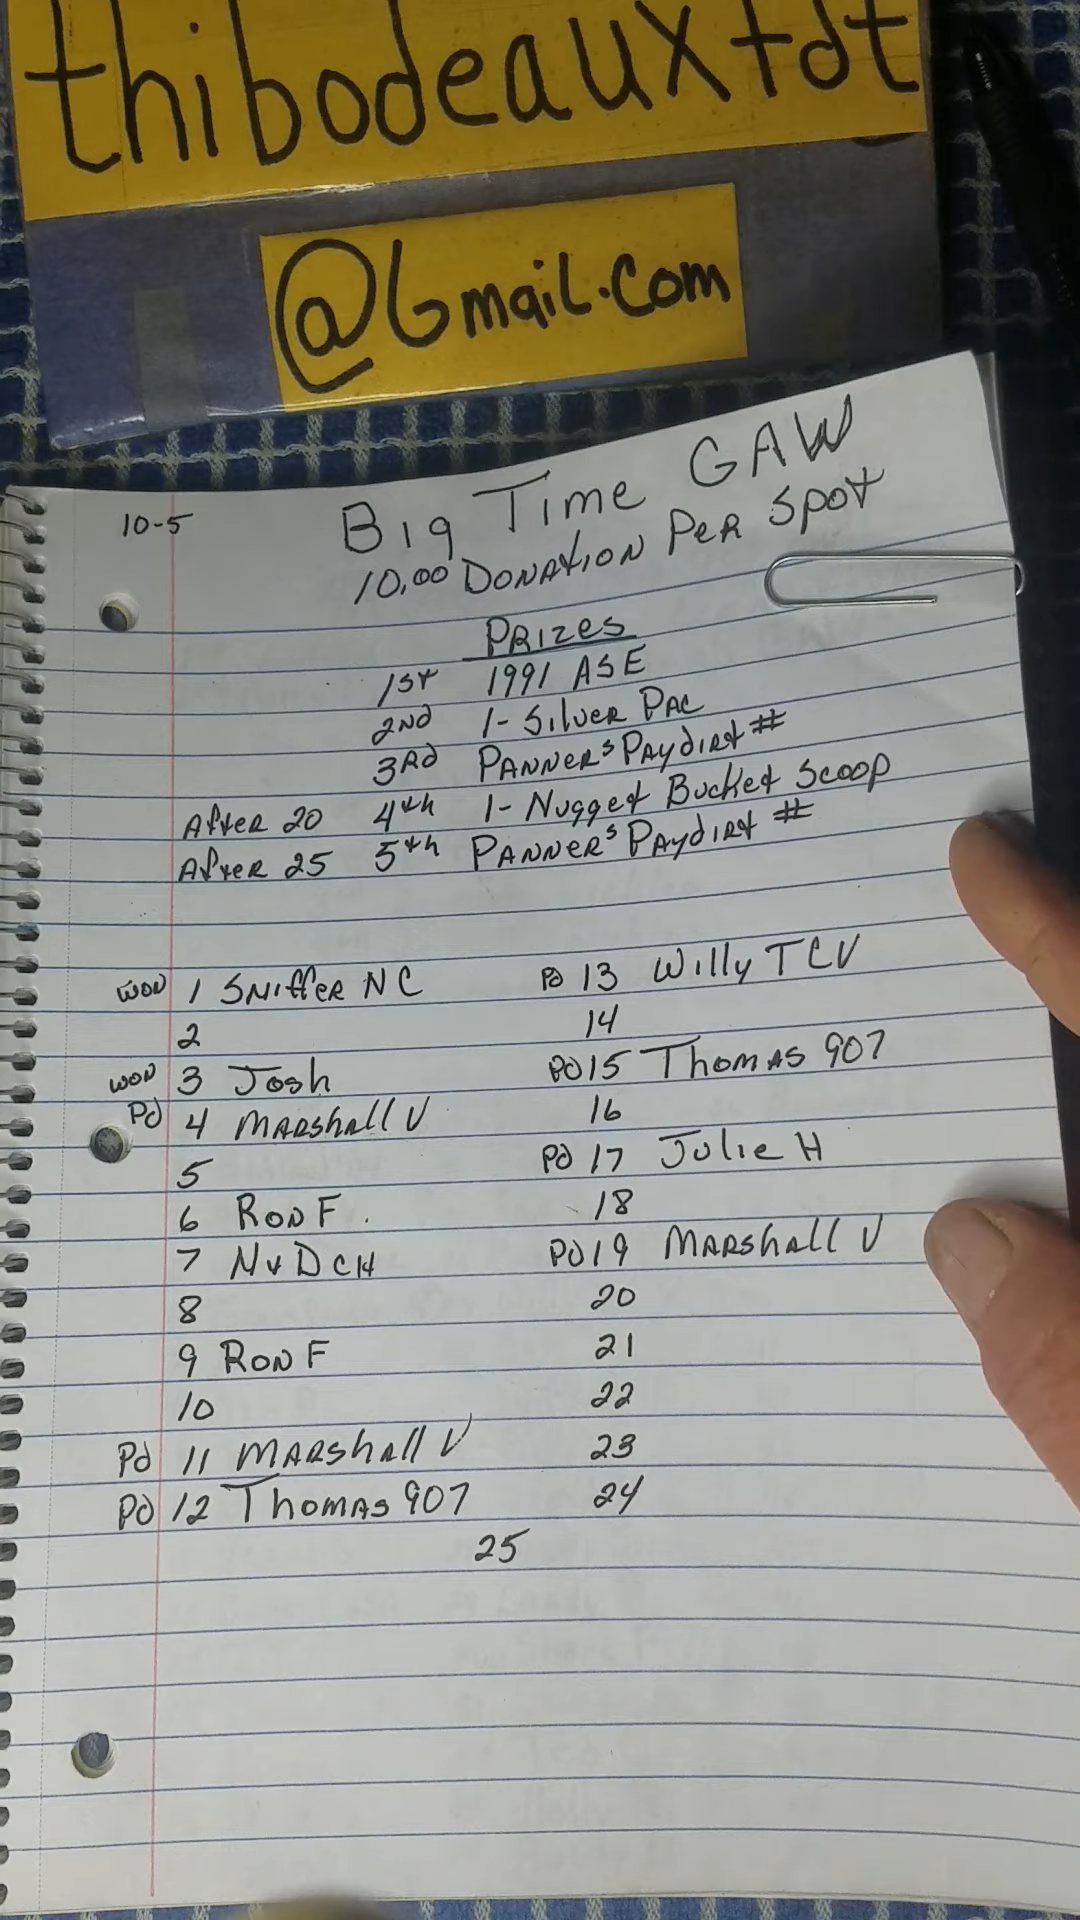 thibodeauxtdt
@Gmail.com
10-5
Big Time GAW
10.00 Donation Per Spot
Prizes
1st 1991 ASE
2nd 1- Silver Pac
3rd Panner's Paydirt #
After 20 4th 1- Nugget Bucket Scoop
After 25 5th Panner's Paydirt #
won 1 Sniffer NC
2
won 3 Josh
Pd 4 Marshall V
5
6 Ron F.
7 NvDCH
8
9 Ron F
10
Pd 11 Marshall V
Pd 12 Thomas 907
Pd 13 Willy TCV
14
Pd 15 Thomas 907
16
Pd 17 Julie H
18
Pd 19 Marshall V
20
21
22
23
24
25